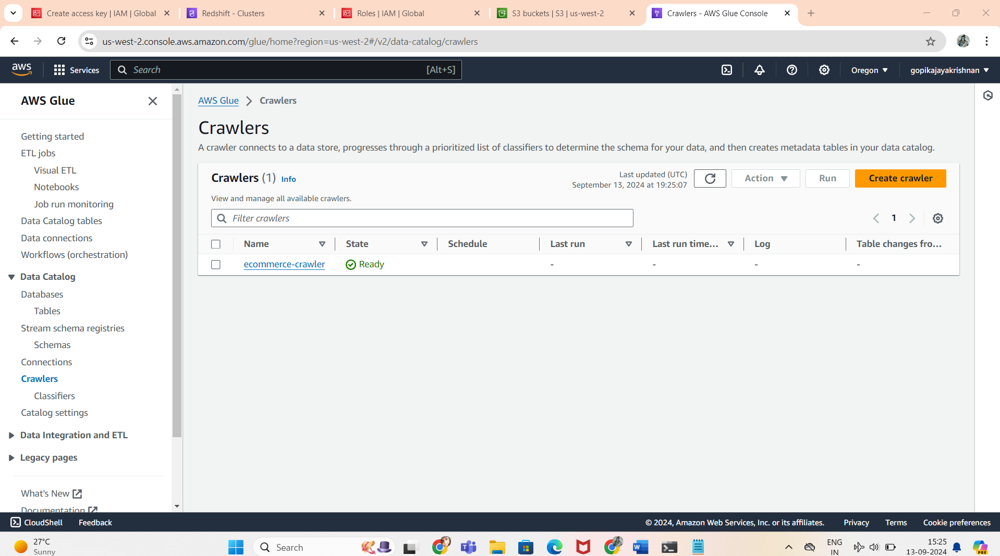 Create access key | IAM | Global
Redshift - Clusters
Roles | IAM | Global
S3 buckets | S3 | us-west-2
Crawlers - AWS Glue Console
us-west-2.console.aws.amazon.com/glue/home?region=us-west-2#/v2/data-catalog/crawlers
aws
Services
Search
[Alt+S]
Oregon
gopikajayakrishnan
AWS Glue
Getting started
ETL jobs
Visual ETL
Notebooks
Job run monitoring
Data Catalog tables
Data connections
Workflows (orchestration)
Data Catalog
Databases
Tables
Stream schema registries
Schemas
Connections
Crawlers
Classifiers
Catalog settings
Data Integration and ETL
Legacy pages
What's New
Documentation
AWS Glue
Crawlers
Crawlers
A crawler connects to a data store, progresses through a prioritized list of classifiers to determine the schema for your data, and then creates metadata tables in your data catalog.
Crawlers (1) Info
Last updated (UTC)
September 13, 2024 at 19:25:07
Action
Run
Create crawler
View and manage all available crawlers.
Filter crawlers
1
Name State Schedule Last run Last run time... Log Table changes fro...
ecommerce-crawler Ready - - - -
CloudShell
Feedback
© 2024, Amazon Web Services, Inc. or its affiliates.
Privacy
Terms
Cookie preferences
27°C
Sunny
Search
ENG
IN
15:25
13-09-2024
PRE